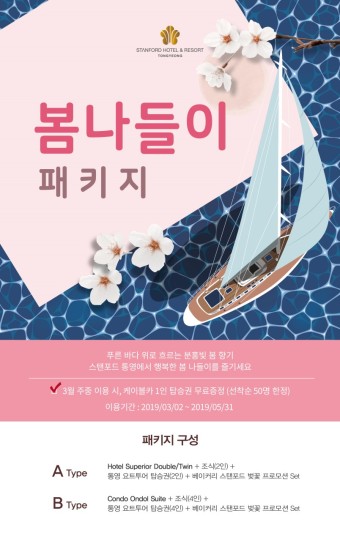 STANFORD HOTEL & RESORT
TONGYEONG
봄나들이
패키지
푸른 바다 위로 흐르는 분홍빛 봄 향기
스탠포드 통영에서 행복한 봄 나들이를 즐기세요
3월 주중 이용 시, 케이블카 1인 탑승권 무료증정 (선착순 50명 한정)
이용기간 : 2019/03/02 ~ 2019/05/31
패키지 구성
A Type
Hotel Superior Double/Twin + 조식(2인) +
통영 요트투어 탑승권(2인) + 베이커리 스탠포드 벚꽃 프로모션 Set
B Type
Condo Ondol Suite + 조식(4인) +
통영 요트투어 탑승권(4인) + 베이커리 스탠포드 벚꽃 프로모션 Set